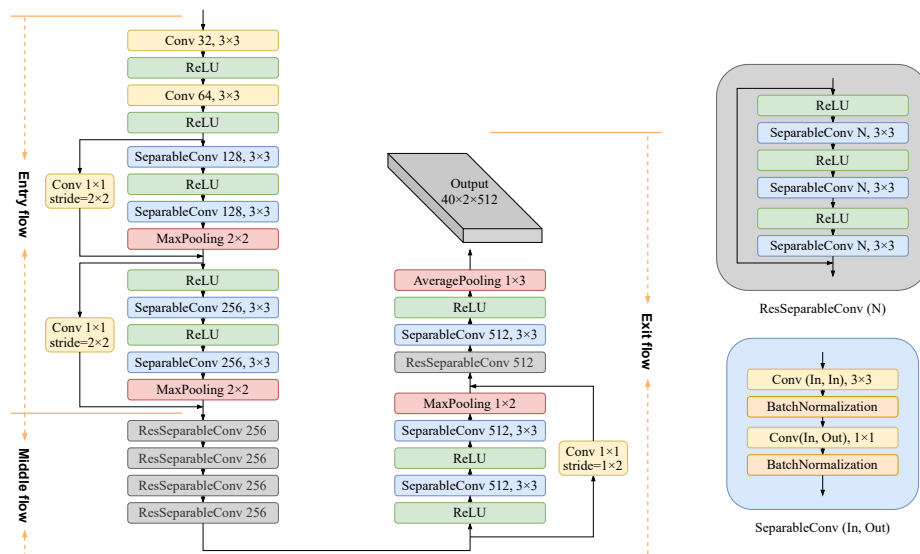 Entry flow
Conv 32, 3×3
ReLU
Conv 64, 3×3
ReLU
SeparableConv 128, 3×3
ReLU
SeparableConv 128, 3×3
MaxPooling 2×2
Conv 1×1
stride=2×2
ReLU
SeparableConv 256, 3×3
ReLU
SeparableConv 256, 3×3
MaxPooling 2×2
Conv 1×1
stride=2×2
Middle flow
ResSeparableConv 256
ResSeparableConv 256
ResSeparableConv 256
ResSeparableConv 256
Output
40×2×512
AveragePooling 1×3
ReLU
SeparableConv 512, 3×3
ResSeparableConv 512
MaxPooling 1×2
SeparableConv 512, 3×3
ReLU
SeparableConv 512, 3×3
ReLU
Conv 1×1
stride=1×2
Exit flow
ReLU
SeparableConv N, 3×3
ReLU
SeparableConv N, 3×3
ReLU
SeparableConv N, 3×3
ResSeparableConv (N)
Conv (In, In), 3×3
BatchNormalization
Conv(In, Out), 1×1
BatchNormalization
SeparableConv (In, Out)